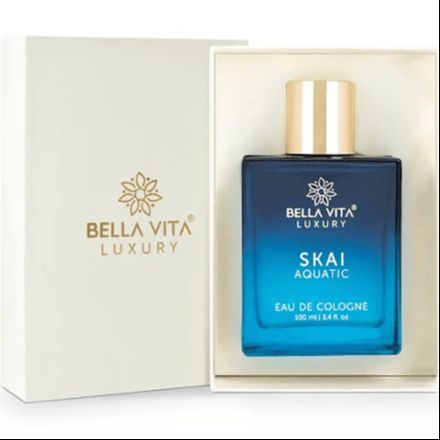 BELLA VITA®
LUXURY
BELLA VITA®
LUXURY
SKAI
AQUATIC
EAU DE COLOGNE
100 ml | 3.4 fl. oz